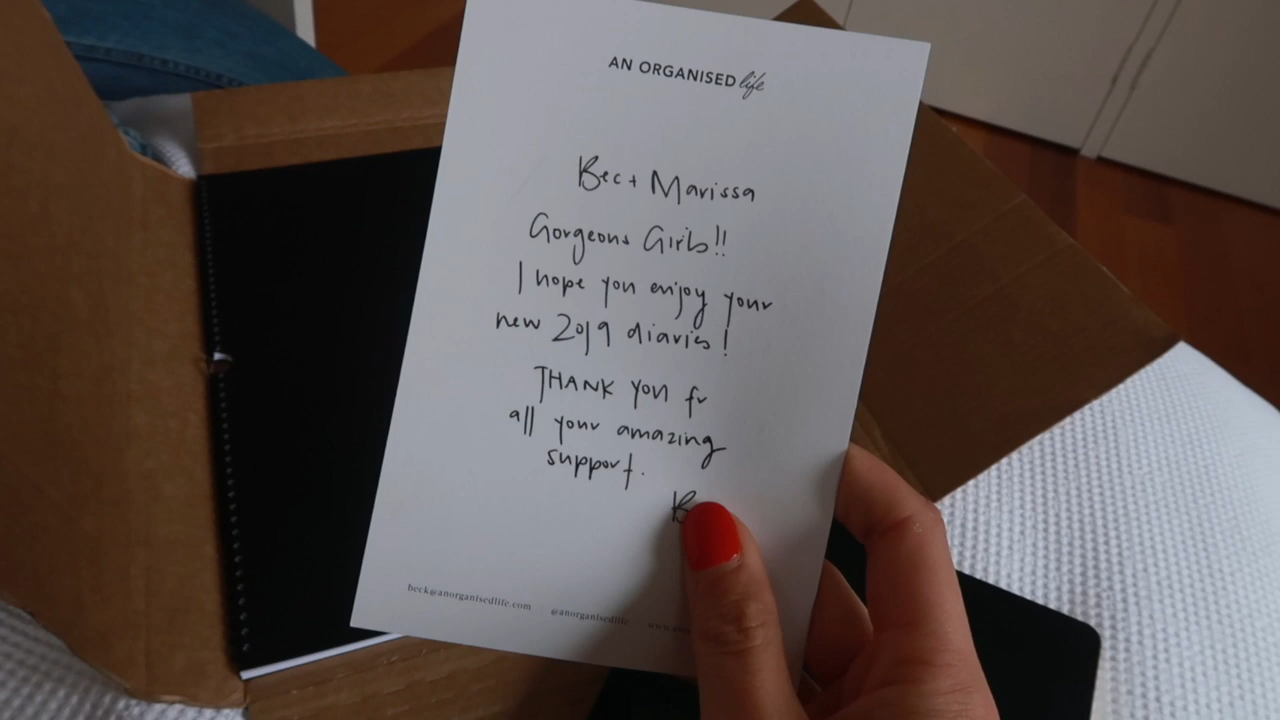 AN ORGANISED life
Bec + Marissa
Gorgeous Girls!!
I hope you enjoy your
new 2019 diaries!
THANK YOU fr
all your amazing
support.
beck@anorganisedlife.com @anorganisedlife